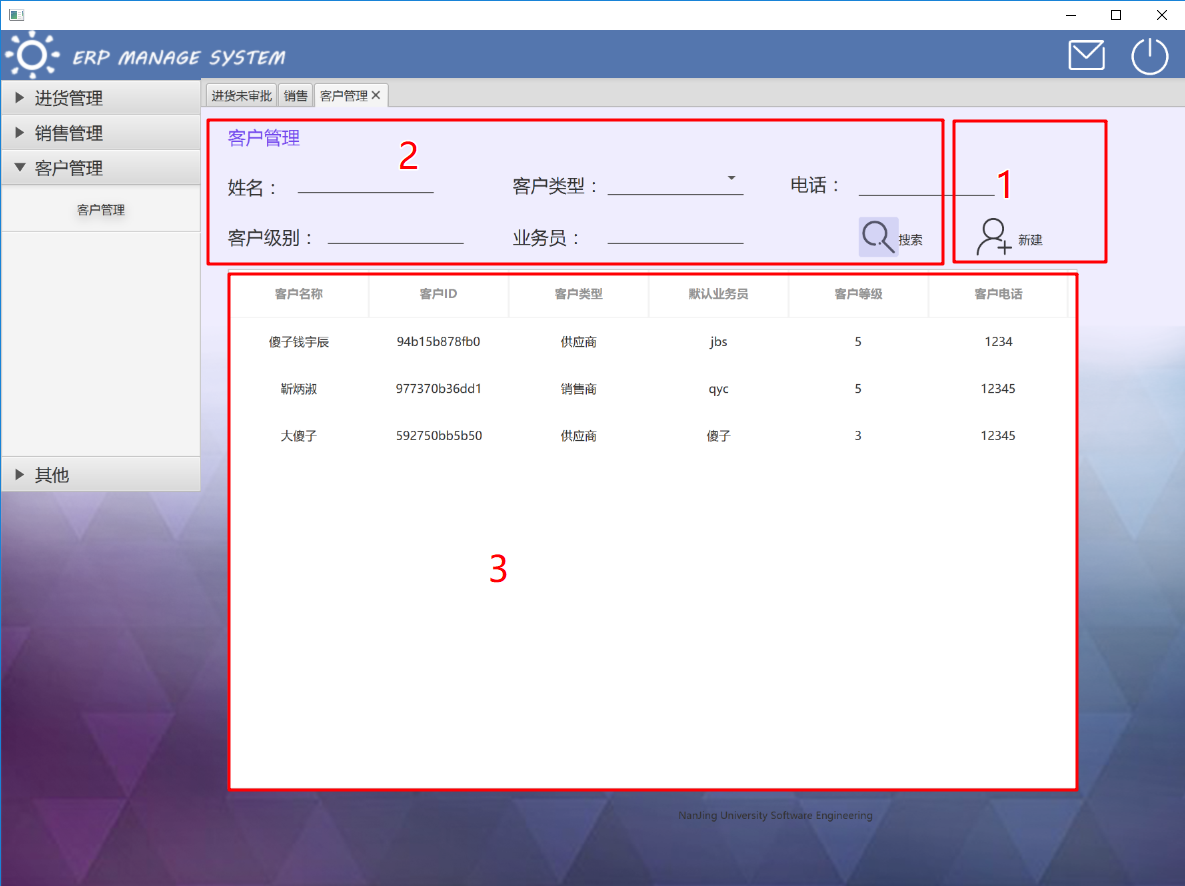 ERP MANAGE SYSTEM
进货管理
销售管理
客户管理
客户管理
其他
进货未审批 销售 客户管理
客户管理
2
1
姓名： 客户类型： 电话：
客户级别： 业务员： 搜索 新建
客户名称 客户ID 客户类型 默认业务员 客户等级 客户电话
傻子钱宇辰 94b15b878fb0 供应商 jbs 5 1234
靳炳淑 977370b36dd1 销售商 qyc 5 12345
大傻子 592750bb5b50 供应商 傻子 3 12345
3
NanJing University Software Engineering